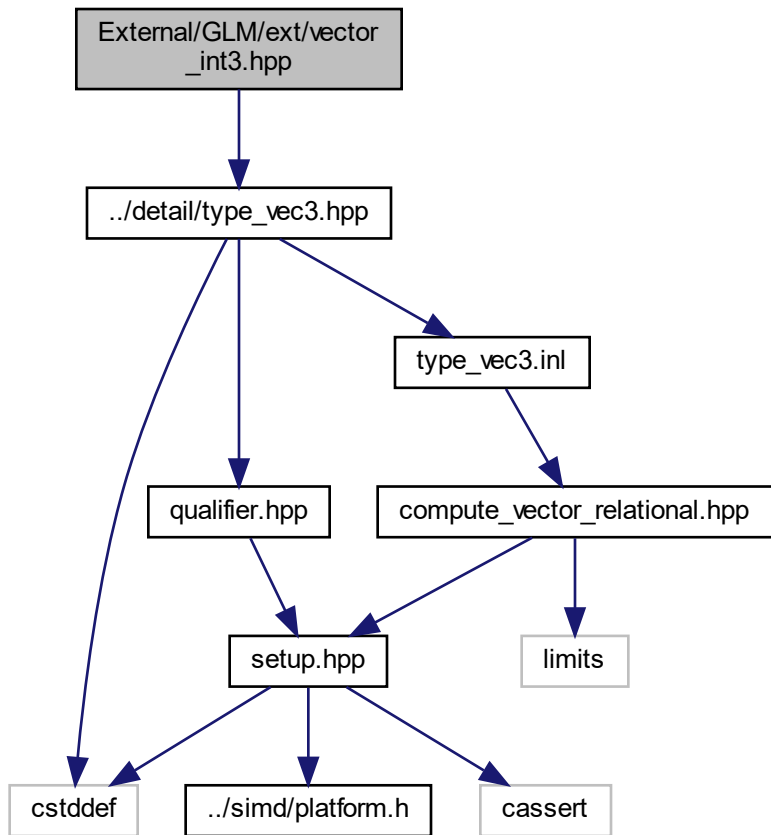 External/GLM/ext/vector
_int3.hpp
../detail/type_vec3.hpp
type_vec3.inl
qualifier.hpp
compute_vector_relational.hpp
setup.hpp
limits
cstddef
../simd/platform.h
cassert